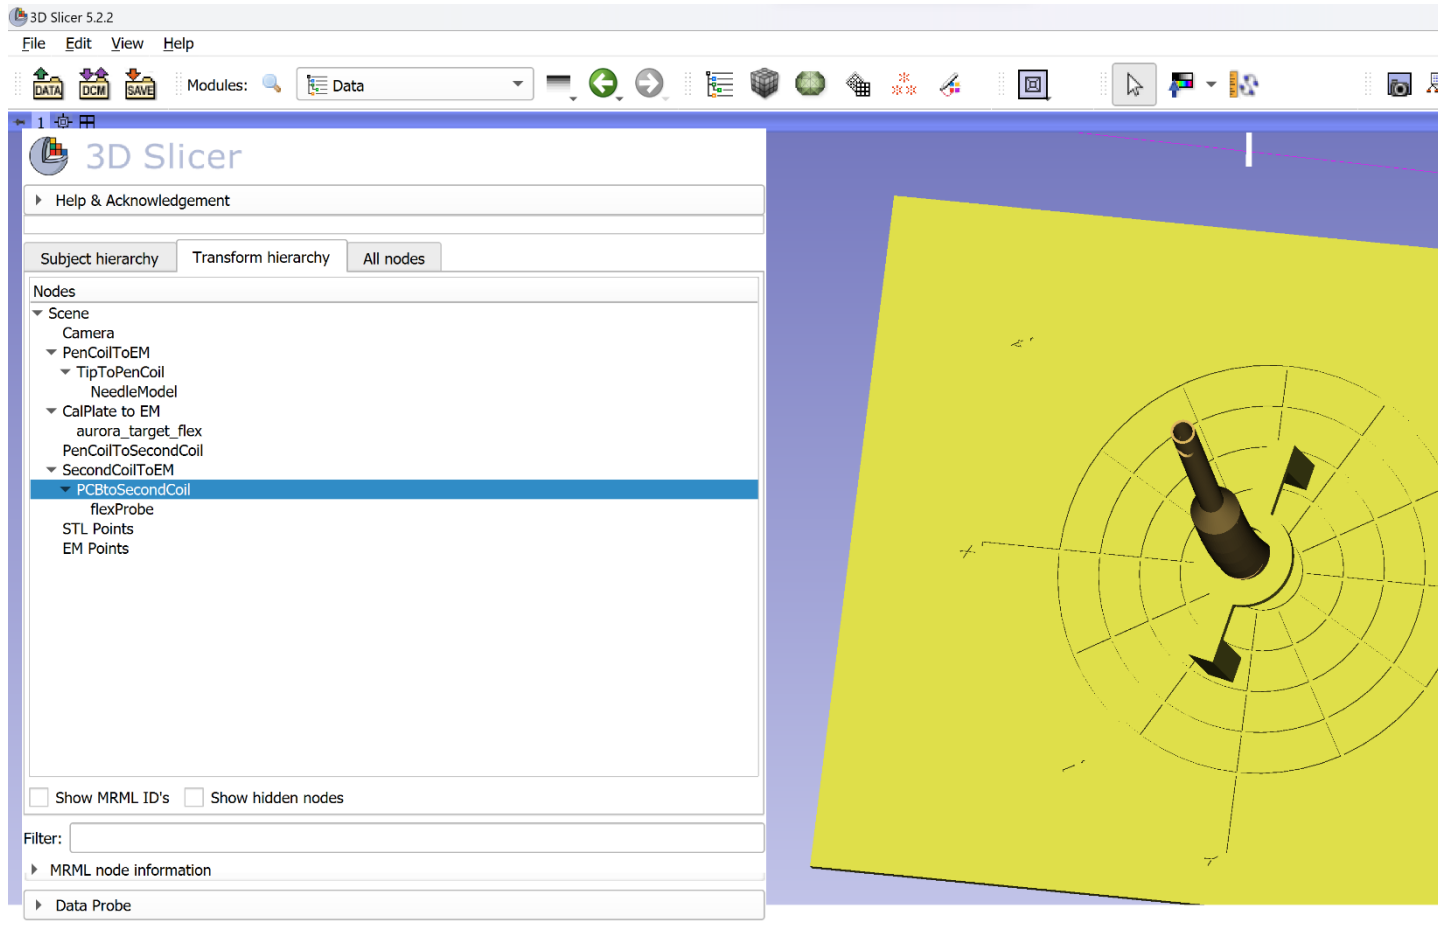 3D Slicer 5.2.2
File Edit View Help
DATA DCM SAVE Modules: Data
1
3D Slicer
Help & Acknowledgement
Subject hierarchy Transform hierarchy All nodes
Nodes
Scene
Camera
PenCoilToEM
TipToPenCoil
NeedleModel
CalPlate to EM
aurora_target_flex
PenCoilToSecondCoil
SecondCoilToEM
PCBtoSecondCoil
flexProbe
STL Points
EM Points
Show MRML ID's Show hidden nodes
Filter:
MRML node information
Data Probe
X
Y